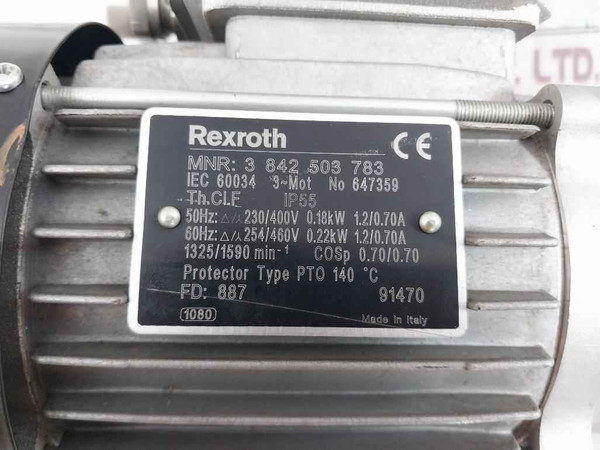 LTD.
Rexroth
CE
MNR: 3 842 503 783
IEC 60034 3~Mot No 647359
Th.Cl.F IP55
50Hz: △/⅄ 230/400V 0.18kW 1.2/0.70A
60Hz: △/⅄ 254/460V 0.22kW 1.2/0.70A
1325/1590 min⁻¹ COSp 0.70/0.70
Protector Type PTO 140 °C
FD: 887 91470
1080 Made in Italy